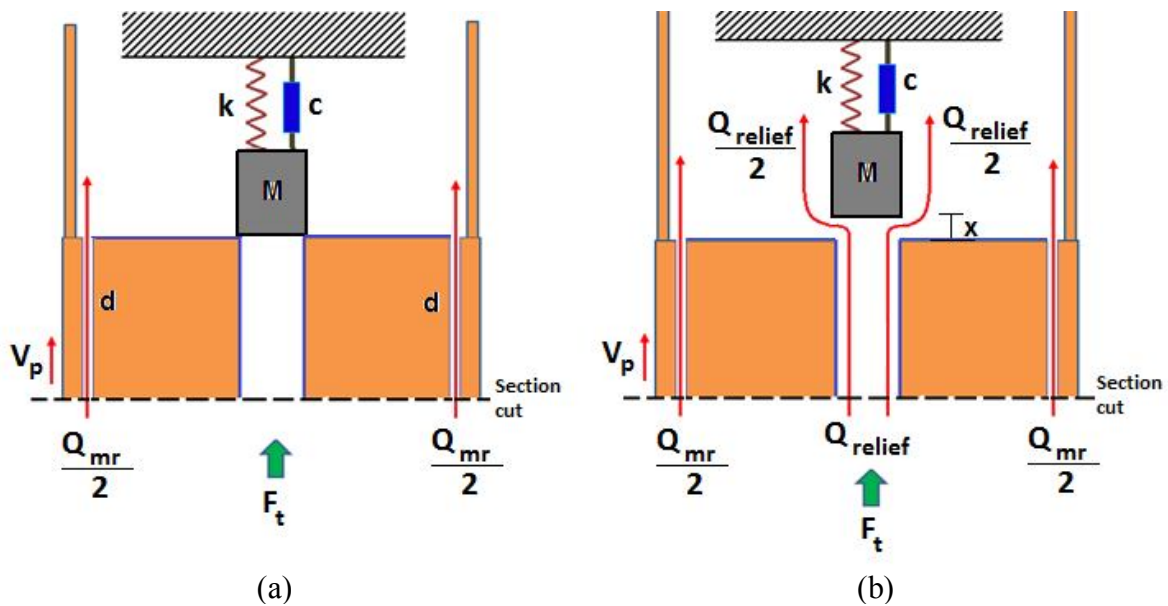 k
c
M
d
d
V_p
Section
cut
Q_mr
2
Q_mr
2
F_t
(a)
k
c
Q_relief
2
Q_relief
2
M
x
V_p
Section
cut
Q_mr
2
Q_relief
Q_mr
2
F_t
(b)